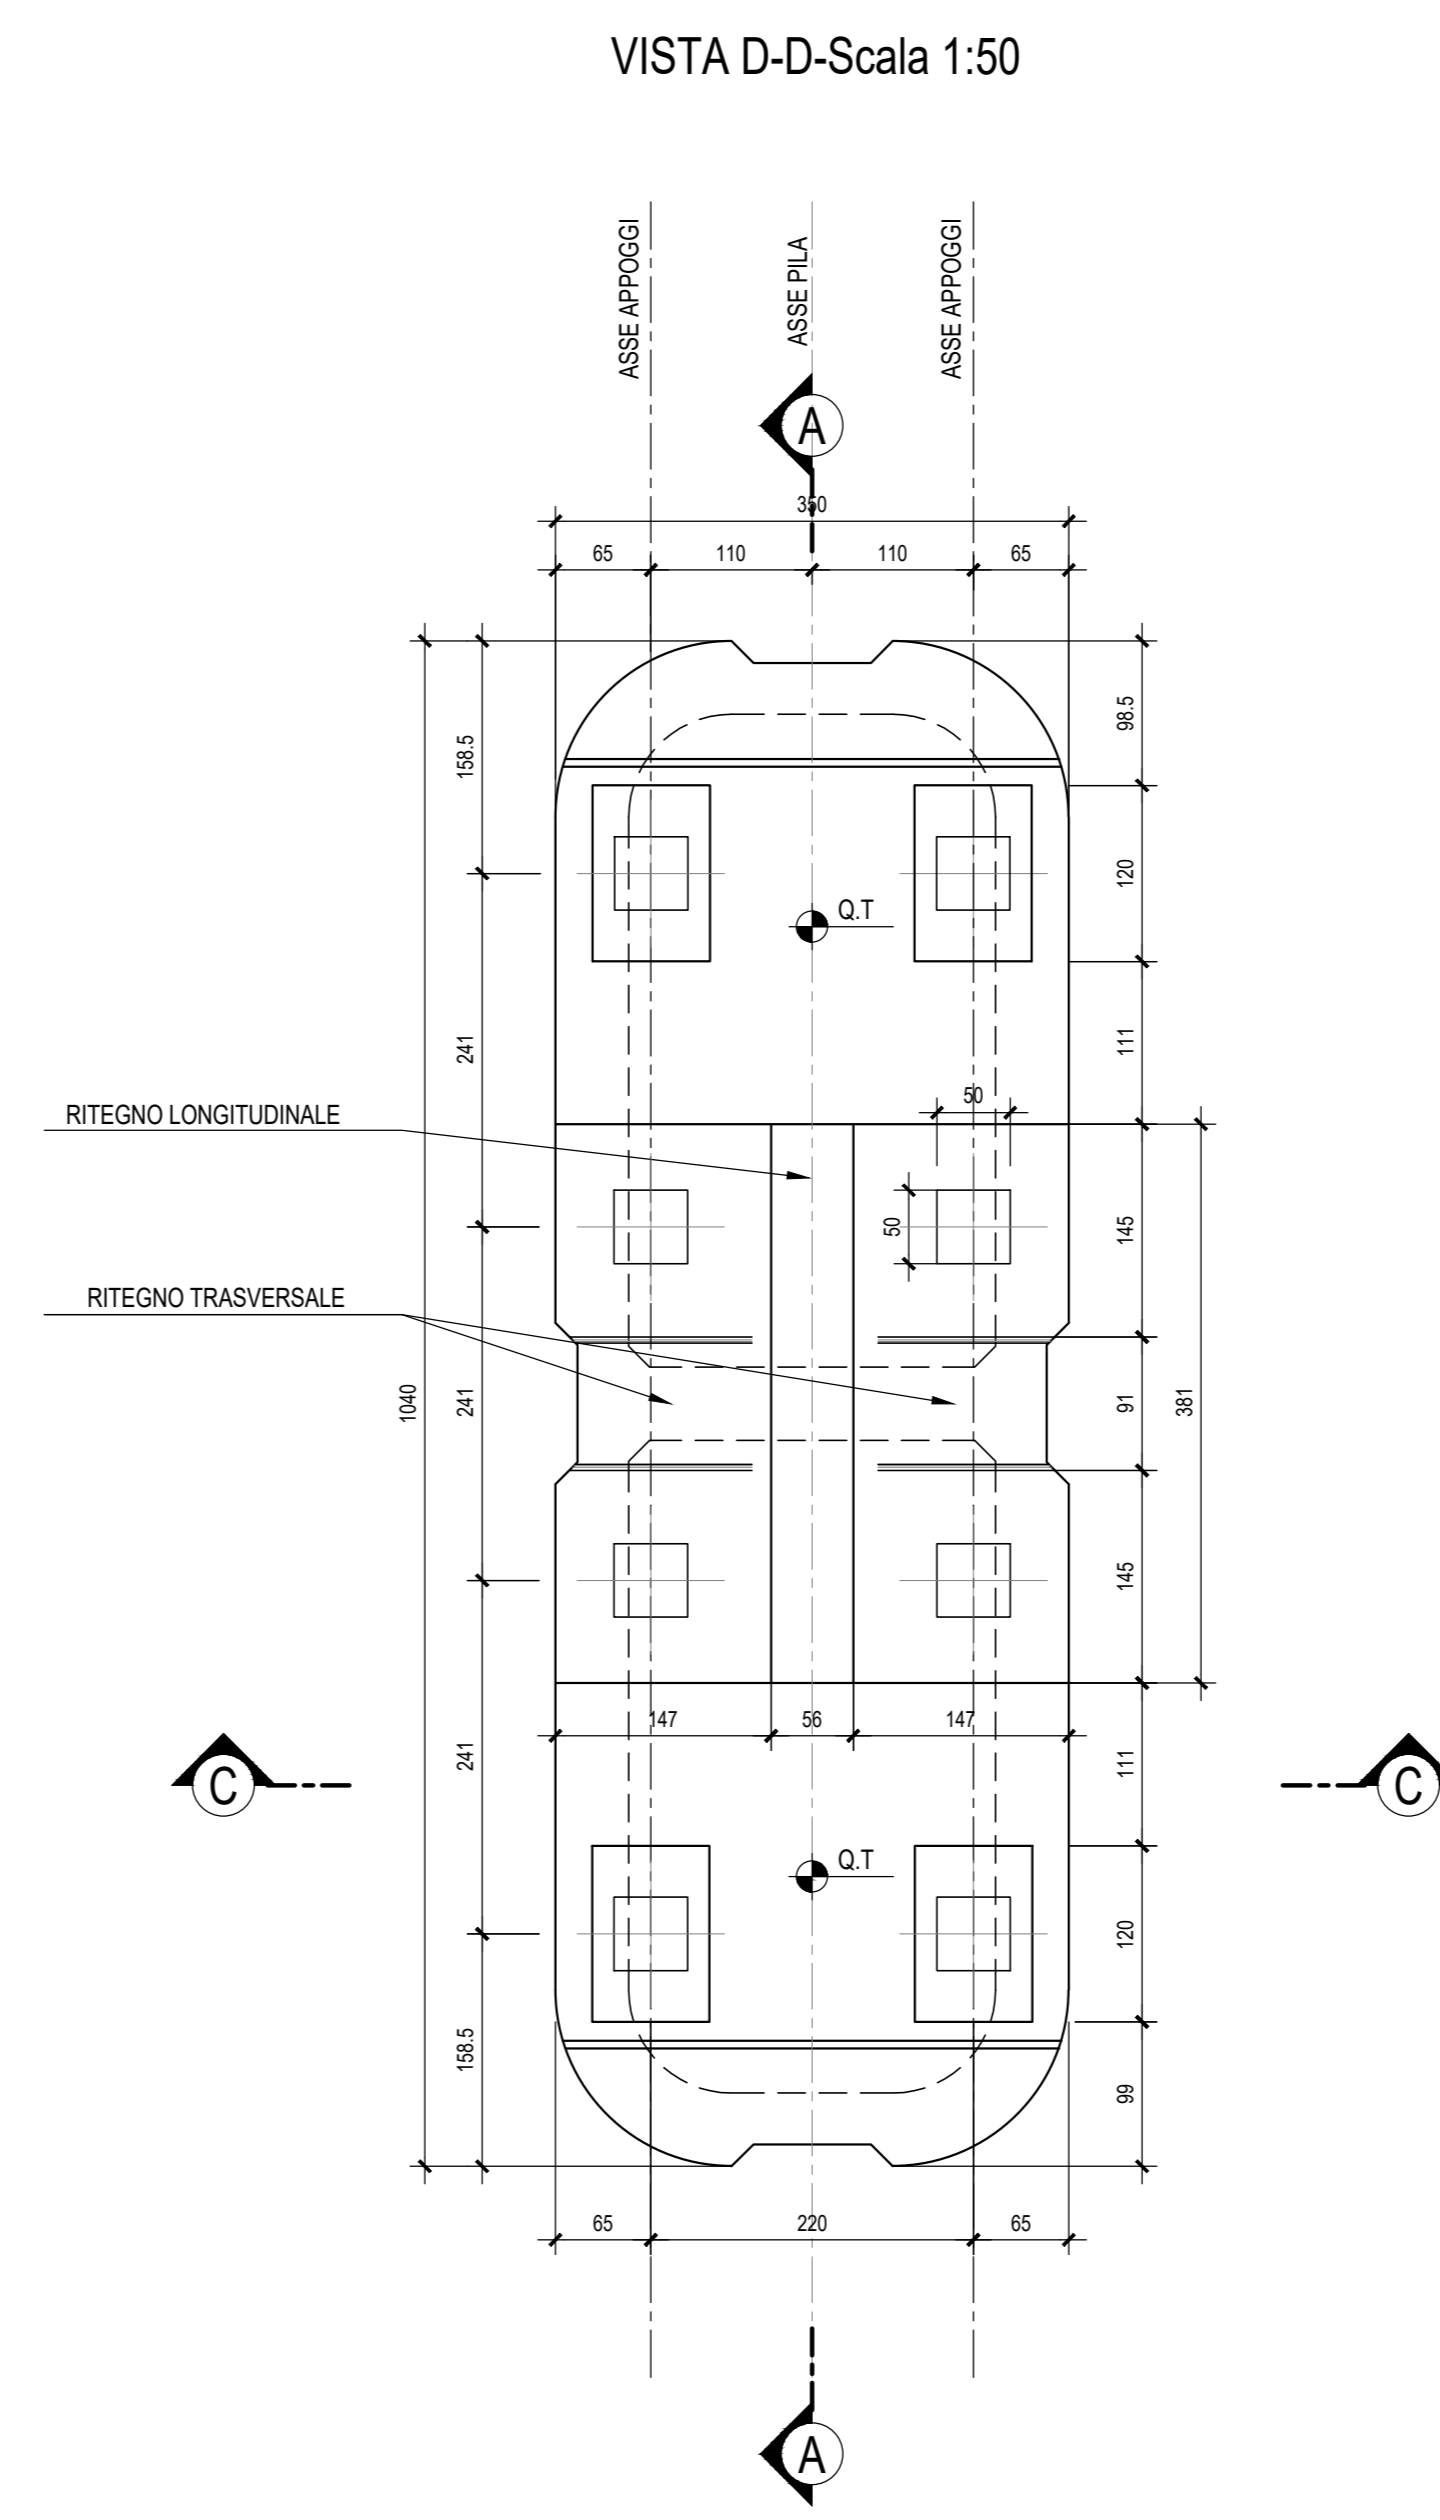 VISTA D-D-Scala 1:50
ASSE APPOGGI
ASSE PILA
ASSE APPOGGI
A
350
65
110
110
65
158.5
98.5
120
Q.T
241
111
RITEGNO LONGITUDINALE
50
50
145
RITEGNO TRASVERSALE
1040
241
91
381
145
147
56
147
241
111
C
C
Q.T
120
158.5
99
65
220
65
A